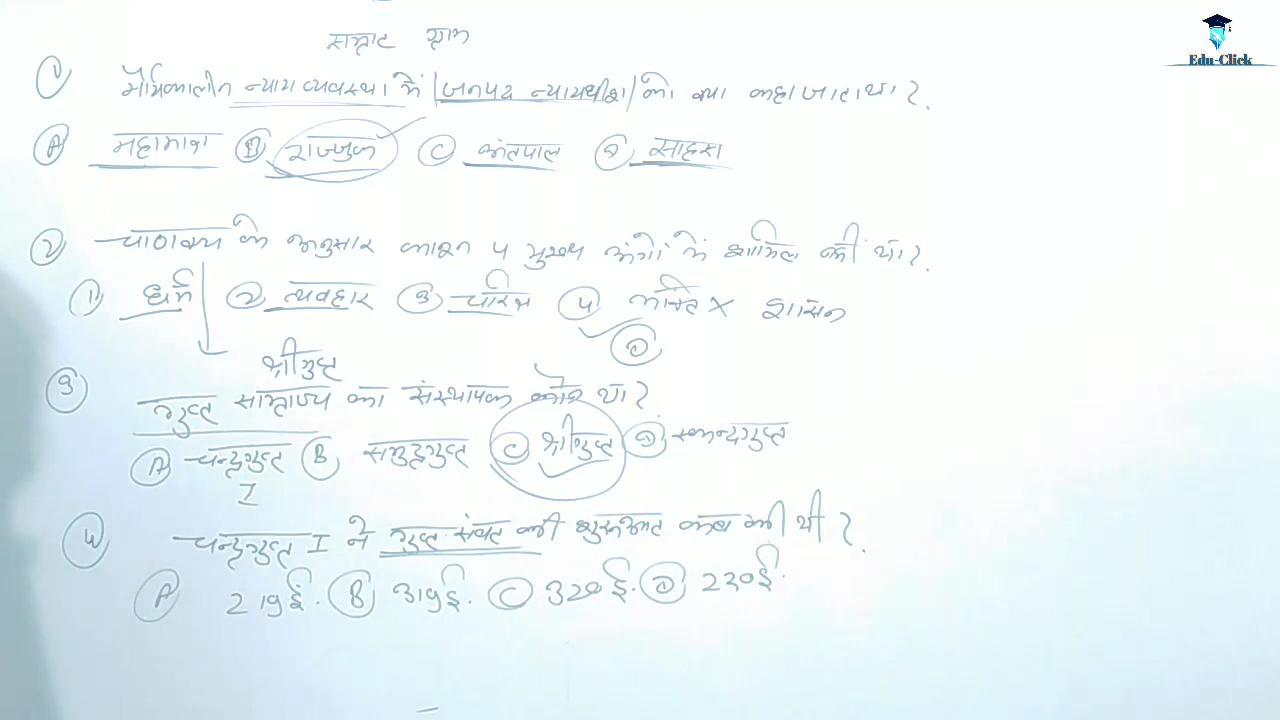 सम्राट ग्राम
Edu-Click
① मौर्यकालीन न्याय व्यवस्था में जनपद न्यायधीश को क्या कहा जाता था?
Ⓐ महामात्र Ⓑ राज्जुक Ⓒ अंतपाल Ⓓ साहस
② चाणक्य के अनुसार कानून 4 मुख्य अंगों में शामिल की थी?
① धर्म ② व्यवहार ③ चरित्र ④ × शासन
Ⓓ
श्रीगुप्त
③ गुप्त साम्राज्य का संस्थापक कौन था?
Ⓐ चन्द्रगुप्त I Ⓑ समुद्रगुप्त Ⓒ श्रीगुप्त Ⓓ स्कन्दगुप्त
④ चन्द्रगुप्त I ने गुप्त संवत की शुरुआत कब की थी?
Ⓐ 219ई. Ⓑ 319ई. Ⓒ 320ई. Ⓓ 230ई.